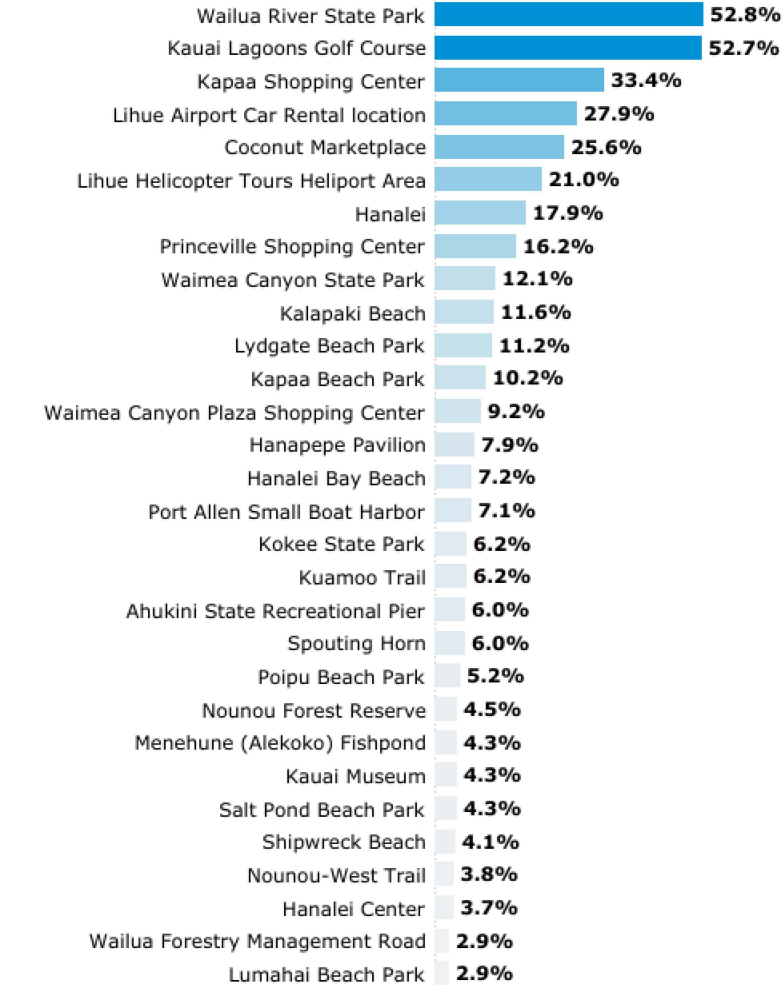 Wailua River State Park 52.8%
Kauai Lagoons Golf Course 52.7%
Kapaa Shopping Center 33.4%
Lihue Airport Car Rental location 27.9%
Coconut Marketplace 25.6%
Lihue Helicopter Tours Heliport Area 21.0%
Hanalei 17.9%
Princeville Shopping Center 16.2%
Waimea Canyon State Park 12.1%
Kalapaki Beach 11.6%
Lydgate Beach Park 11.2%
Kapaa Beach Park 10.2%
Waimea Canyon Plaza Shopping Center 9.2%
Hanapepe Pavilion 7.9%
Hanalei Bay Beach 7.2%
Port Allen Small Boat Harbor 7.1%
Kokee State Park 6.2%
Kuamoo Trail 6.2%
Ahukini State Recreational Pier 6.0%
Spouting Horn 6.0%
Poipu Beach Park 5.2%
Nounou Forest Reserve 4.5%
Menehune (Alekoko) Fishpond 4.3%
Kauai Museum 4.3%
Salt Pond Beach Park 4.3%
Shipwreck Beach 4.1%
Nounou-West Trail 3.8%
Hanalei Center 3.7%
Wailua Forestry Management Road 2.9%
Lumahai Beach Park 2.9%